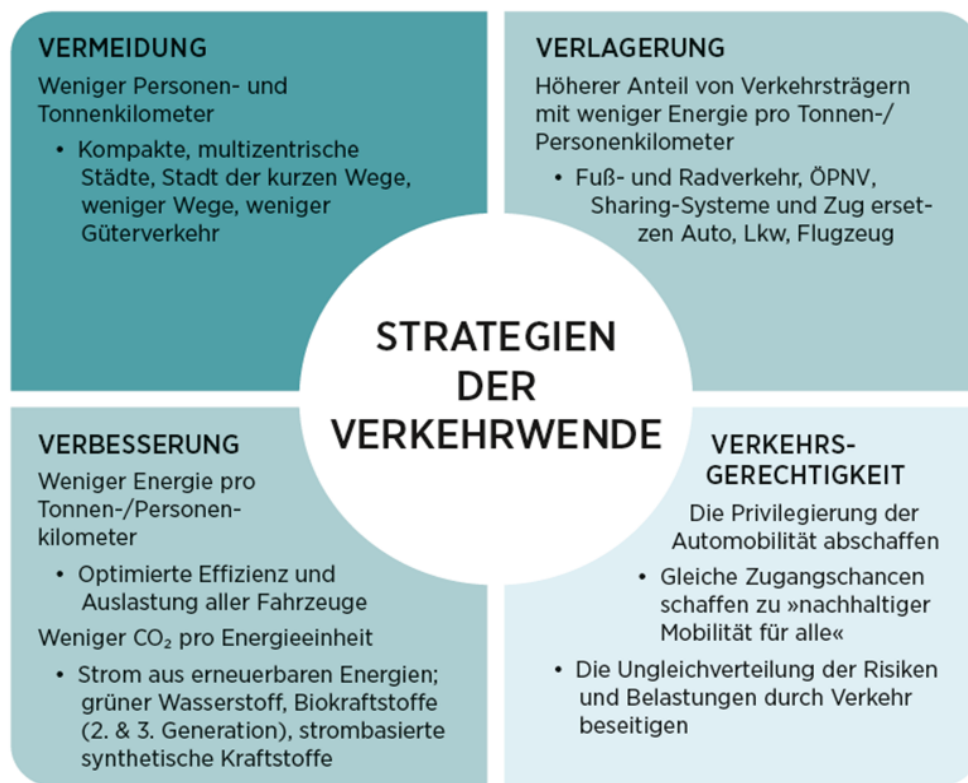 VERMEIDUNG
Weniger Personen- und
Tonnenkilometer
• Kompakte, multizentrische
Städte, Stadt der kurzen Wege,
weniger Wege, weniger
Güterverkehr
VERLAGERUNG
Höherer Anteil von Verkehrsträgern
mit weniger Energie pro Tonnen-/
Personenkilometer
• Fuß- und Radverkehr, ÖPNV,
Sharing-Systeme und Zug erset-
zen Auto, Lkw, Flugzeug
STRATEGIEN
DER
VERKEHRWENDE
VERBESSERUNG
Weniger Energie pro
Tonnen-/Personen-
kilometer
• Optimierte Effizienz und
Auslastung aller Fahrzeuge
Weniger CO₂ pro Energieeinheit
• Strom aus erneuerbaren Energien;
grüner Wasserstoff, Biokraftstoffe
(2. & 3. Generation), strombasierte
synthetische Kraftstoffe
VERKEHRS-
GERECHTIGKEIT
Die Privilegierung der
Automobilität abschaffen
• Gleiche Zugangschancen
schaffen zu »nachhaltiger
Mobilität für alle«
• Die Ungleichverteilung der Risiken
und Belastungen durch Verkehr
beseitigen